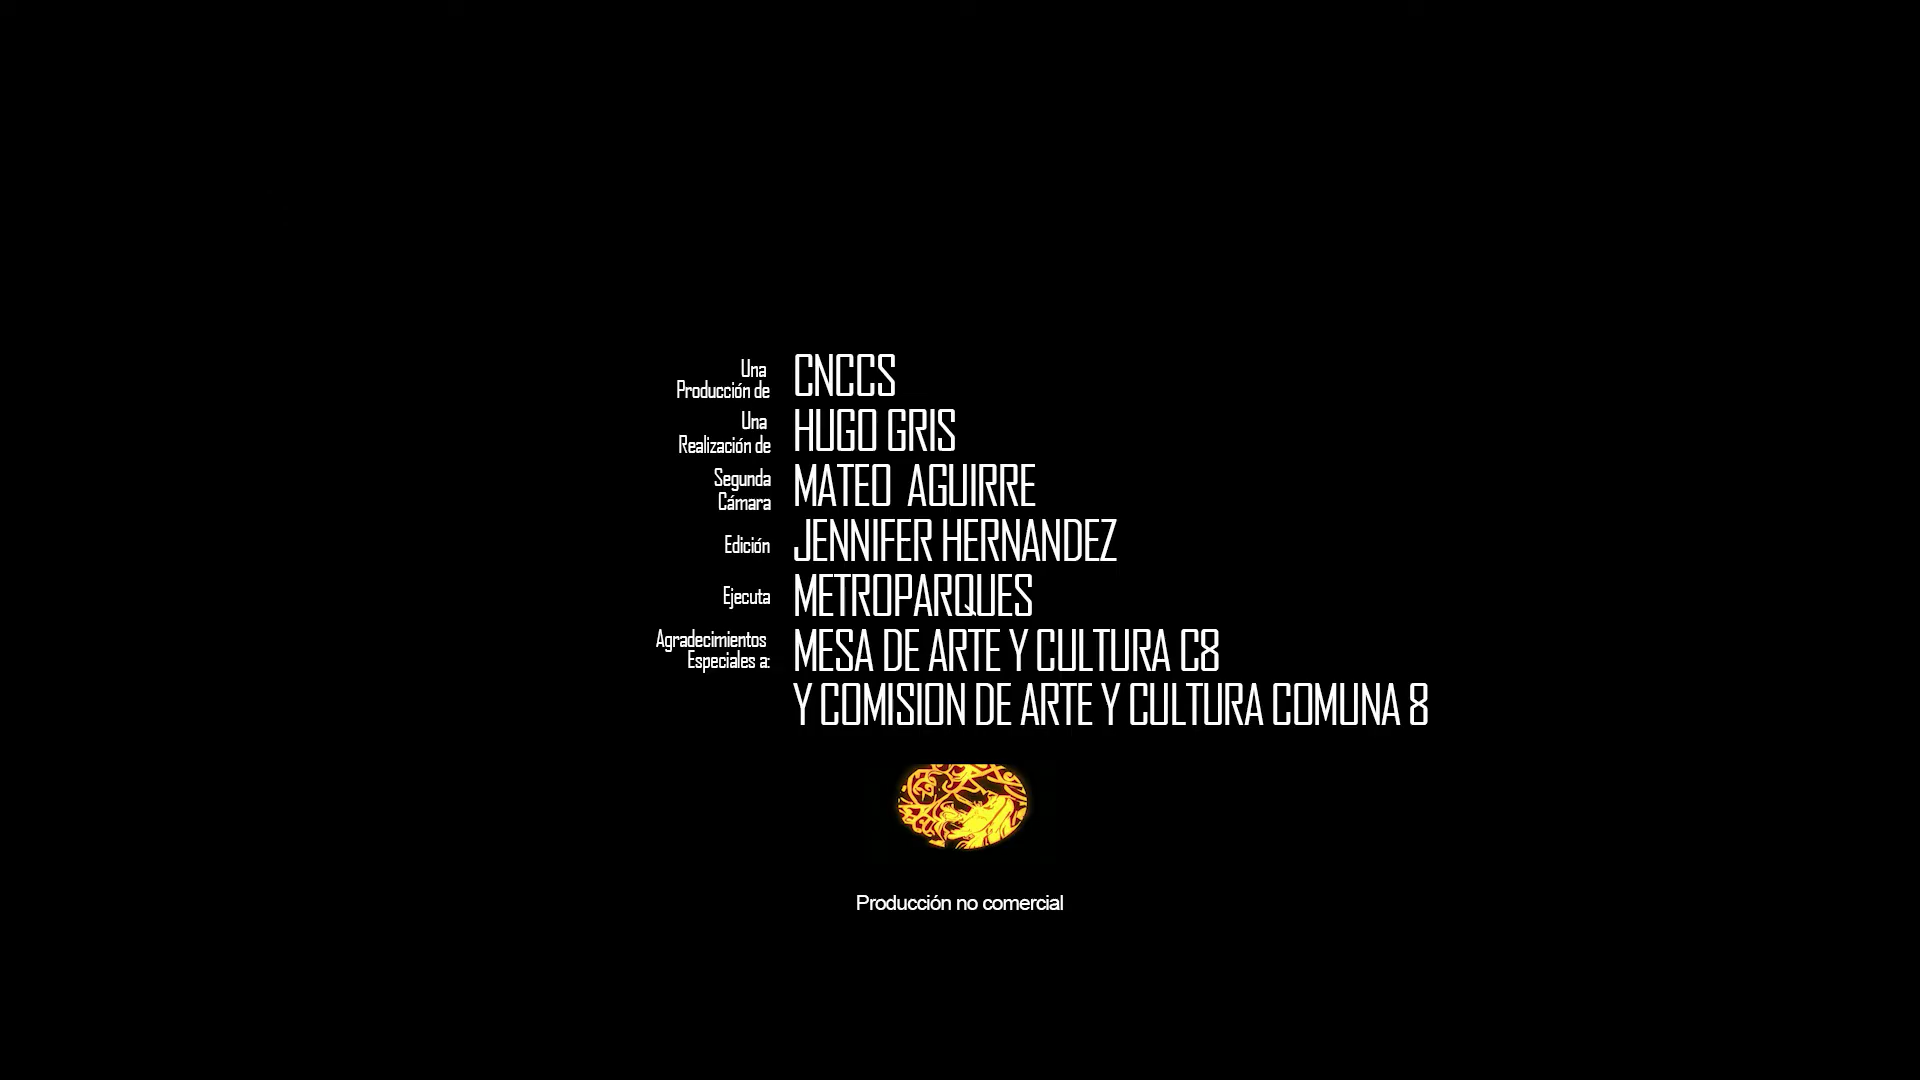 Una
Producción de
CNCCS
Una
Realización de
HUGO GRIS
Segunda
Cámara
MATEO AGUIRRE
Edición
JENNIFER HERNANDEZ
Ejecuta
METROPARQUES
Agradecimientos
Especiales a:
MESA DE ARTE Y CULTURA C8
Y COMISION DE ARTE Y CULTURA COMUNA 8
Producción no comercial